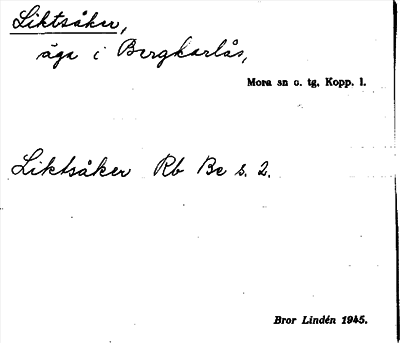 Liktsåker,
äga i Bergkarlås,
Mora sn o. tg. Kopp. l.
Liktsåker Rb Be s. 2.
Bror Lindén 1945.